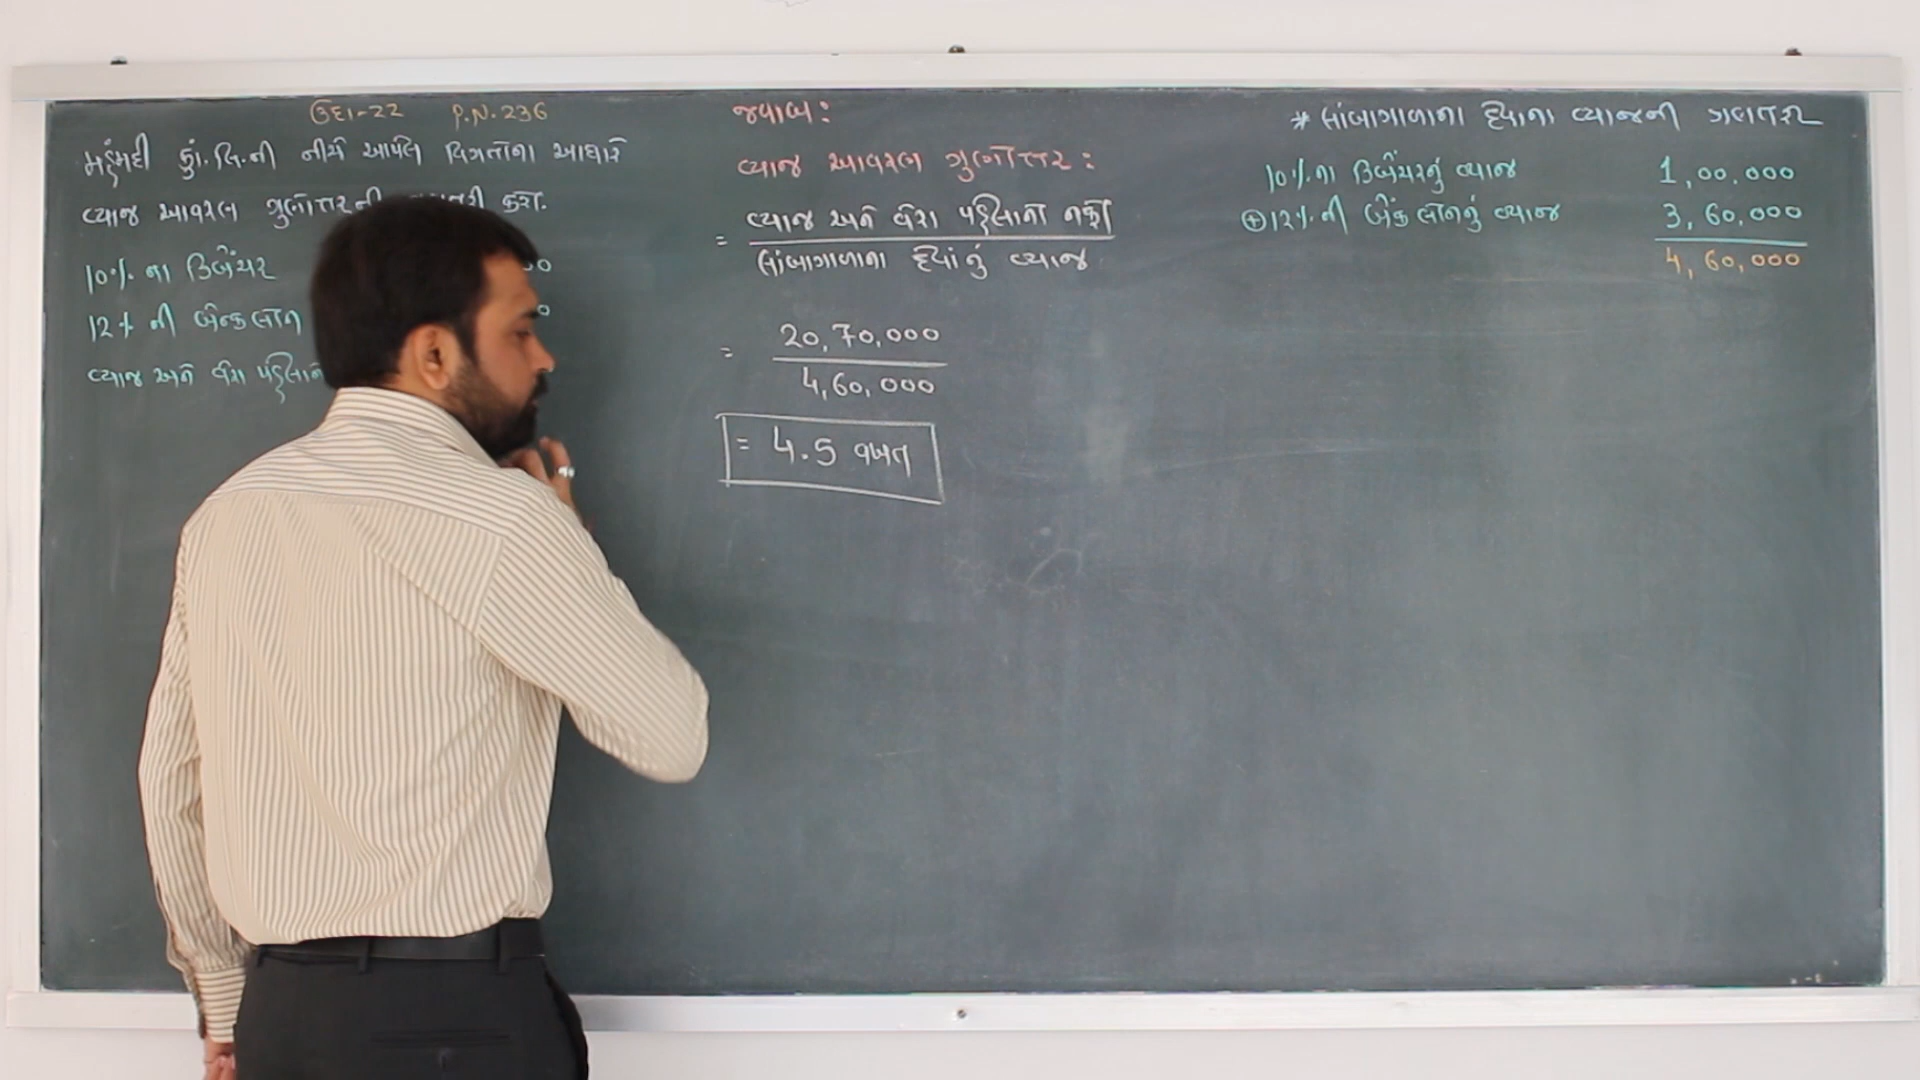 ઉદા-22 P.N.236
મહંમદી કું.લિ.ની નીચે આપેલ વિગતોના આધારે
વ્યાજ આવરણ ગુણોત્તરની કરો.
10% ના ડિબેંચર
12% ની બેન્ક લોન
વ્યાજ અને વેરા પહેલાનો
જવાબ:
વ્યાજ આવરણ ગુણોત્તર:
= વ્યાજ અને વેરા પહેલાનો નફો
લાંબાગાળાના દેવાંનું વ્યાજ
= 20,70,000
4,60,000
= 4.5 વખત
* લાંબાગાળાના દેવાના વ્યાજની ગણતરી
10% ના ડિબેંચરનું વ્યાજ 1,00,000
⊕ 12% ની બેંક લોનનું વ્યાજ 3,60,000
4,60,000